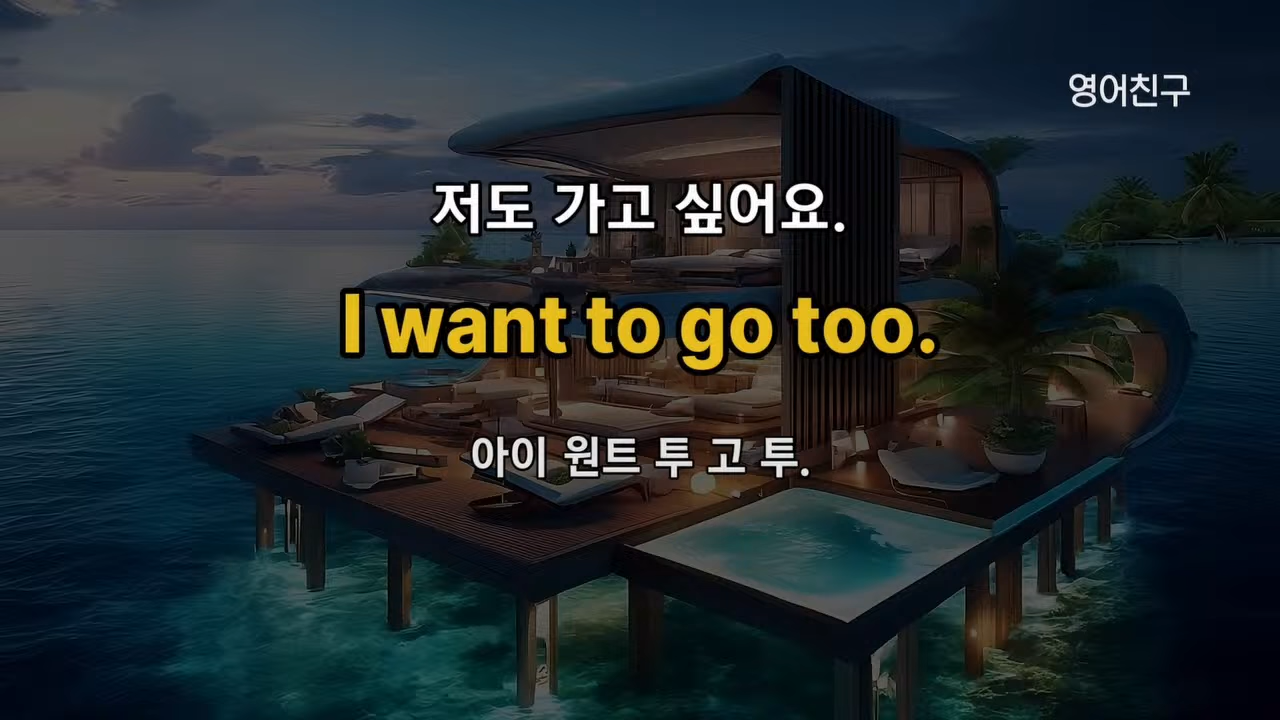 영어친구
저도 가고 싶어요.
I want to go too.
아이 원트 투 고 투.